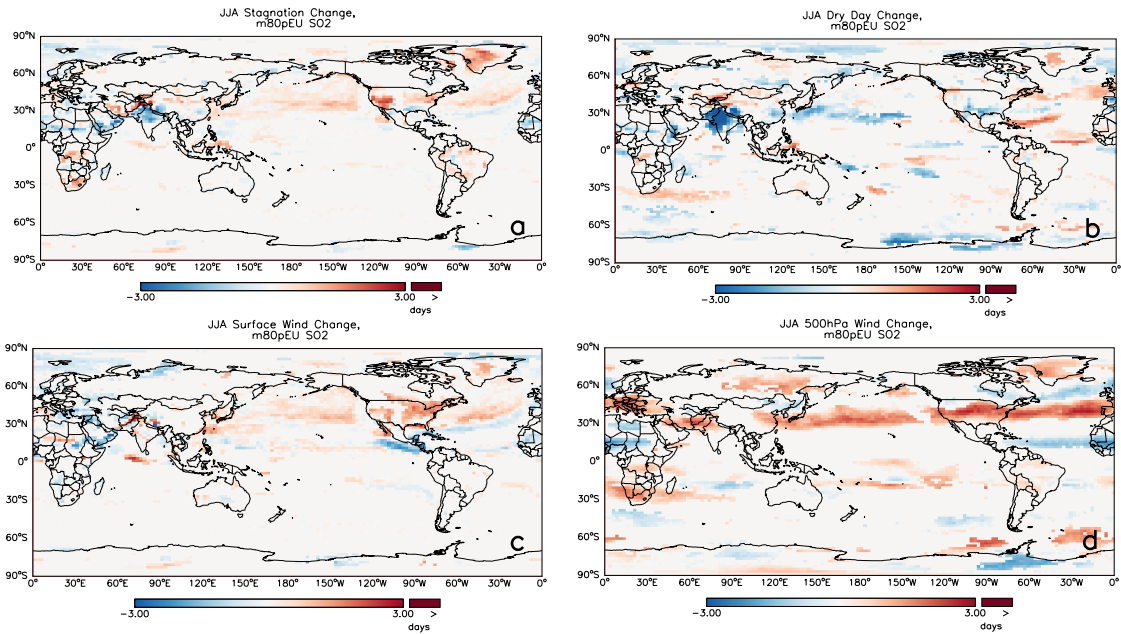 JJA Stagnation Change,
m80pEU SO2
90°N
60°N
30°N
0°
30°S
60°S
90°S
a
0° 30°E 60°E 90°E 120°E 150°E 180°E 150°W 120°W 90°W 60°W 30°W 0°
−3.00 3.00 >
days
JJA Dry Day Change,
m80pEU SO2
90°N
60°N
30°N
0°
30°S
60°S
90°S
b
0° 30°E 60°E 90°E 120°E 150°E 180°E 150°W 120°W 90°W 60°W 30°W 0°
−3.00 3.00 >
days
JJA Surface Wind Change,
m80pEU SO2
90°N
60°N
30°N
0°
30°S
60°S
90°S
c
0° 30°E 60°E 90°E 120°E 150°E 180°E 150°W 120°W 90°W 60°W 30°W 0°
−3.00 3.00 >
days
JJA 500hPa Wind Change,
m80pEU SO2
90°N
60°N
30°N
0°
30°S
60°S
90°S
d
0° 30°E 60°E 90°E 120°E 150°E 180°E 150°W 120°W 90°W 60°W 30°W 0°
−3.00 3.00 >
days